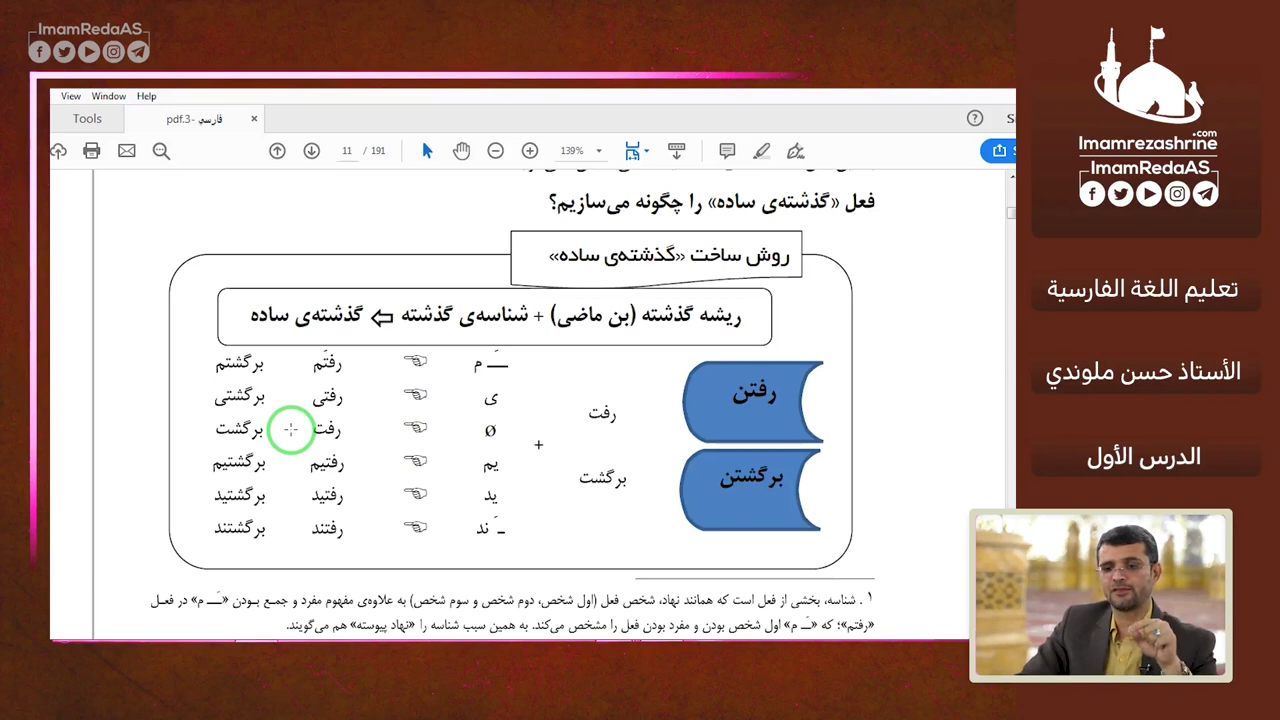 ImamRedaAS
View Window Help
Tools
فارسي -3.pdf
11 / 191
139%
فعل «گذشته‌ی ساده» را چگونه می‌سازیم؟
روش ساخت «گذشته‌ی ساده»
ریشه گذشته (بن ماضی) + شناسه‌ی گذشته ⇦ گذشته‌ی ساده
رفتن
برگشتن
رفت
برگشت
+
ـَـ م رفتَم برگشتم
ی رفتی برگشتی
Ø رفت برگشت
یم رفتیم برگشتیم
ید رفتید برگشتید
ـَ ند رفتند برگشتند
۱ . شناسه، بخشی از فعل است که همانند نهاد، شخص فعل (اول شخص، دوم شخص و سوم شخص) به علاوه‌ی مفهوم مفرد و جمع بودن «ـَـ م» در فعل
«رفتم»؛ که «ـَـ م» اول شخص بودن و مفرد بودن فعل را مشخص می‌کند. به همین سبب شناسه را «نهاد پیوسته» هم می‌گویند.
.com
Imamrezashrine
ImamRedaAS
تعليم اللغة الفارسية
الأستاذ حسن ملوندي
الدرس الأول